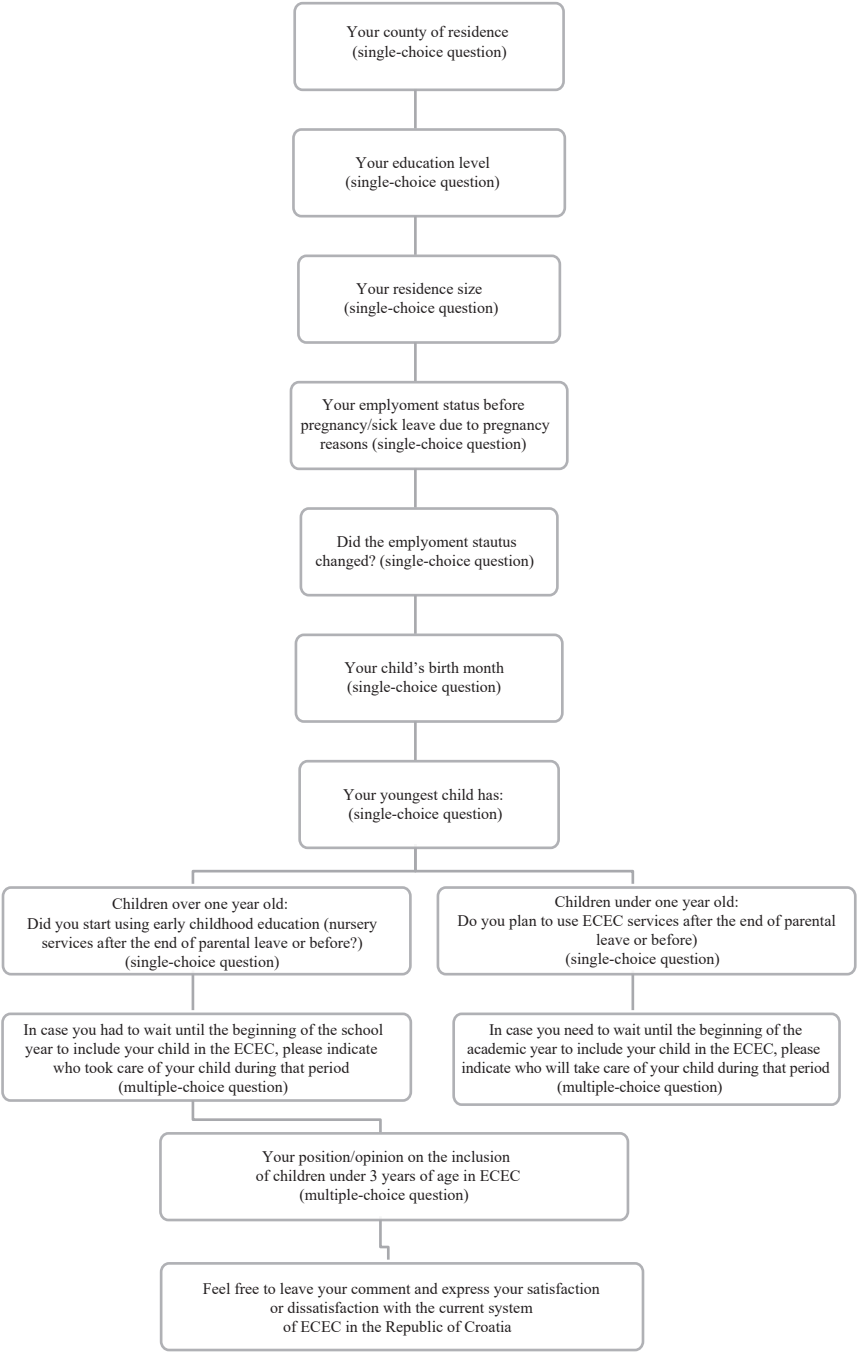 Your county of residence
(single-choice question)
Your education level
(single-choice question)
Your residence size
(single-choice question)
Your emplyoment status before
pregnancy/sick leave due to pregnancy
reasons (single-choice question)
Did the emplyoment stautus
changed? (single-choice question)
Your child’s birth month
(single-choice question)
Your youngest child has:
(single-choice question)
Children over one year old:
Did you start using early childhood education (nursery
services after the end of parental leave or before?)
(single-choice question)
Children under one year old:
Do you plan to use ECEC services after the end of parental
leave or before)
(single-choice question)
In case you had to wait until the beginning of the school
year to include your child in the ECEC, please indicate
who took care of your child during that period
(multiple-choice question)
In case you need to wait until the beginning of the
academic year to include your child in the ECEC, please
indicate who will take care of your child during that period
(multiple-choice question)
Your position/opinion on the inclusion
of children under 3 years of age in ECEC
(multiple-choice question)
Feel free to leave your comment and express your satisfaction
or dissatisfaction with the current system
of ECEC in the Republic of Croatia